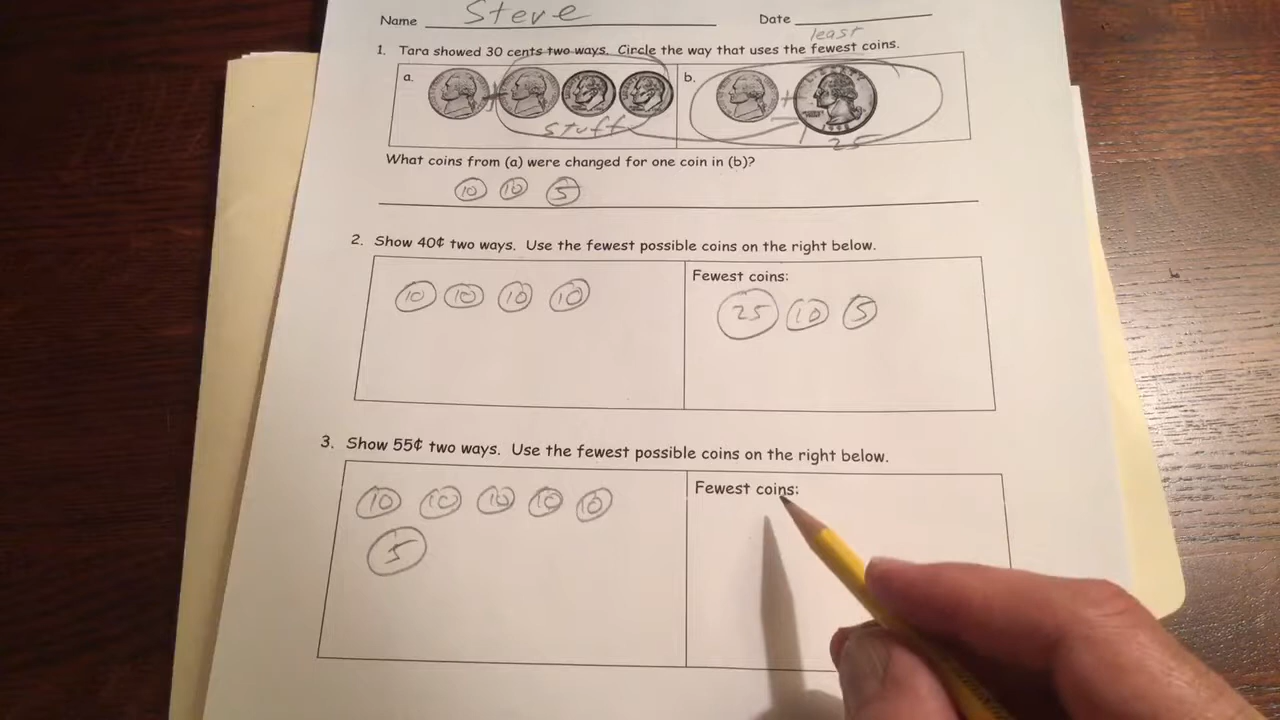 Name Steve Date
least
1. Tara showed 30 cents two ways. Circle the way that uses the fewest coins.
a. + b. +
stuff 25
What coins from (a) were changed for one coin in (b)?
10 10 5
2. Show 40¢ two ways. Use the fewest possible coins on the right below.
Fewest coins:
10 10 10 10
25 10 5
3. Show 55¢ two ways. Use the fewest possible coins on the right below.
Fewest coins:
10 10 10 10 10
5